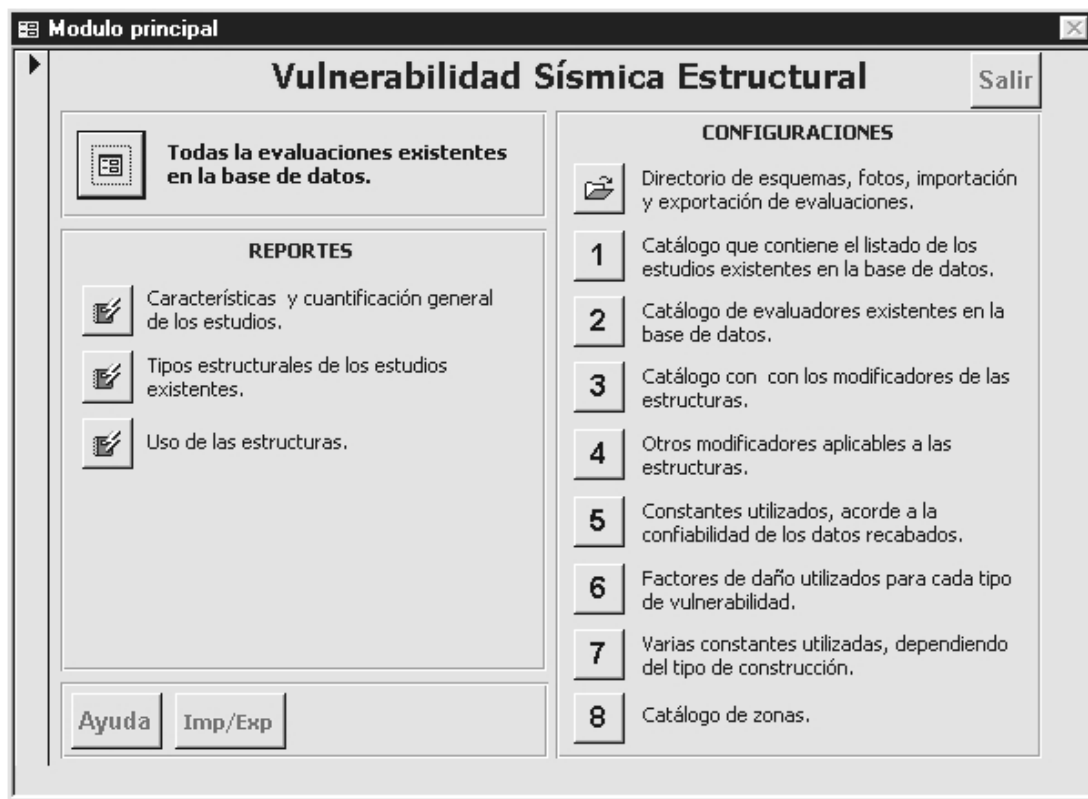 Modulo principal
Vulnerabilidad Sísmica Estructural
Salir
Todas la evaluaciones existentes
en la base de datos.
REPORTES
Características y cuantificación general
de los estudios.
Tipos estructurales de los estudios
existentes.
Uso de las estructuras.
Ayuda
Imp/Exp
CONFIGURACIONES
Directorio de esquemas, fotos, importación
y exportación de evaluaciones.
1 Catálogo que contiene el listado de los
estudios existentes en la base de datos.
2 Catálogo de evaluadores existentes en la
base de datos.
3 Catálogo con con los modificadores de las
estructuras.
4 Otros modificadores aplicables a las
estructuras.
5 Constantes utilizados, acorde a la
confiabilidad de los datos recabados.
6 Factores de daño utilizados para cada tipo
de vulnerabilidad.
7 Varias constantes utilizadas, dependiendo
del tipo de construcción.
8 Catálogo de zonas.